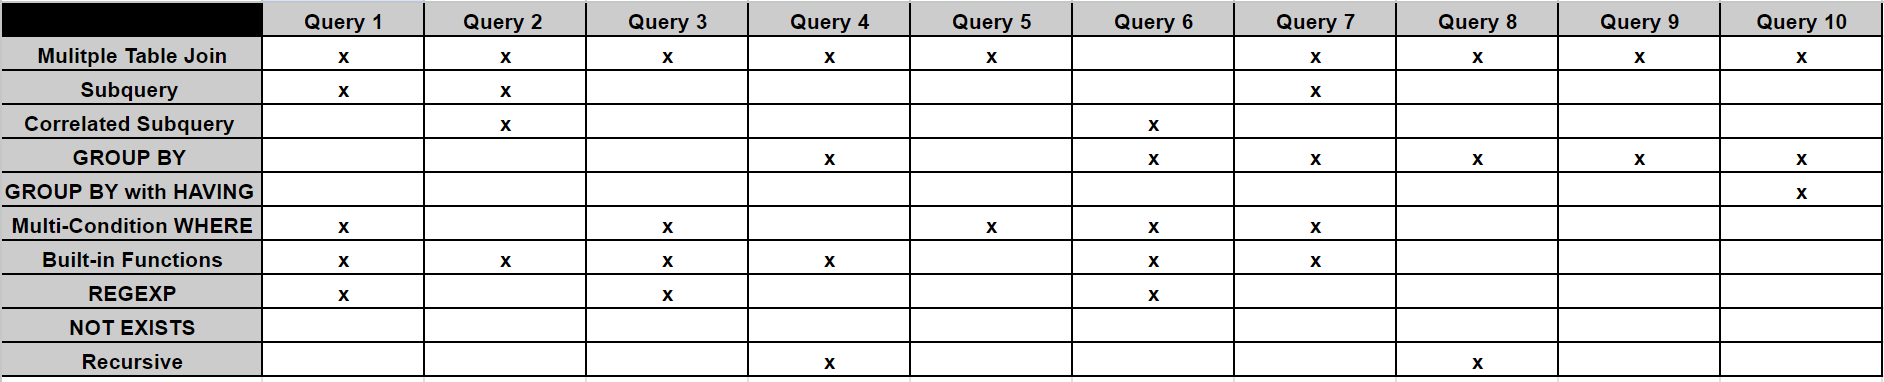 Query 1 Query 2 Query 3 Query 4 Query 5 Query 6 Query 7 Query 8 Query 9 Query 10
Mulitple Table Join x x x x x x x x x
Subquery x x x
Correlated Subquery x x
GROUP BY x x x x x x
GROUP BY with HAVING x
Multi-Condition WHERE x x x x x
Built-in Functions x x x x x x
REGEXP x x x
NOT EXISTS
Recursive x x